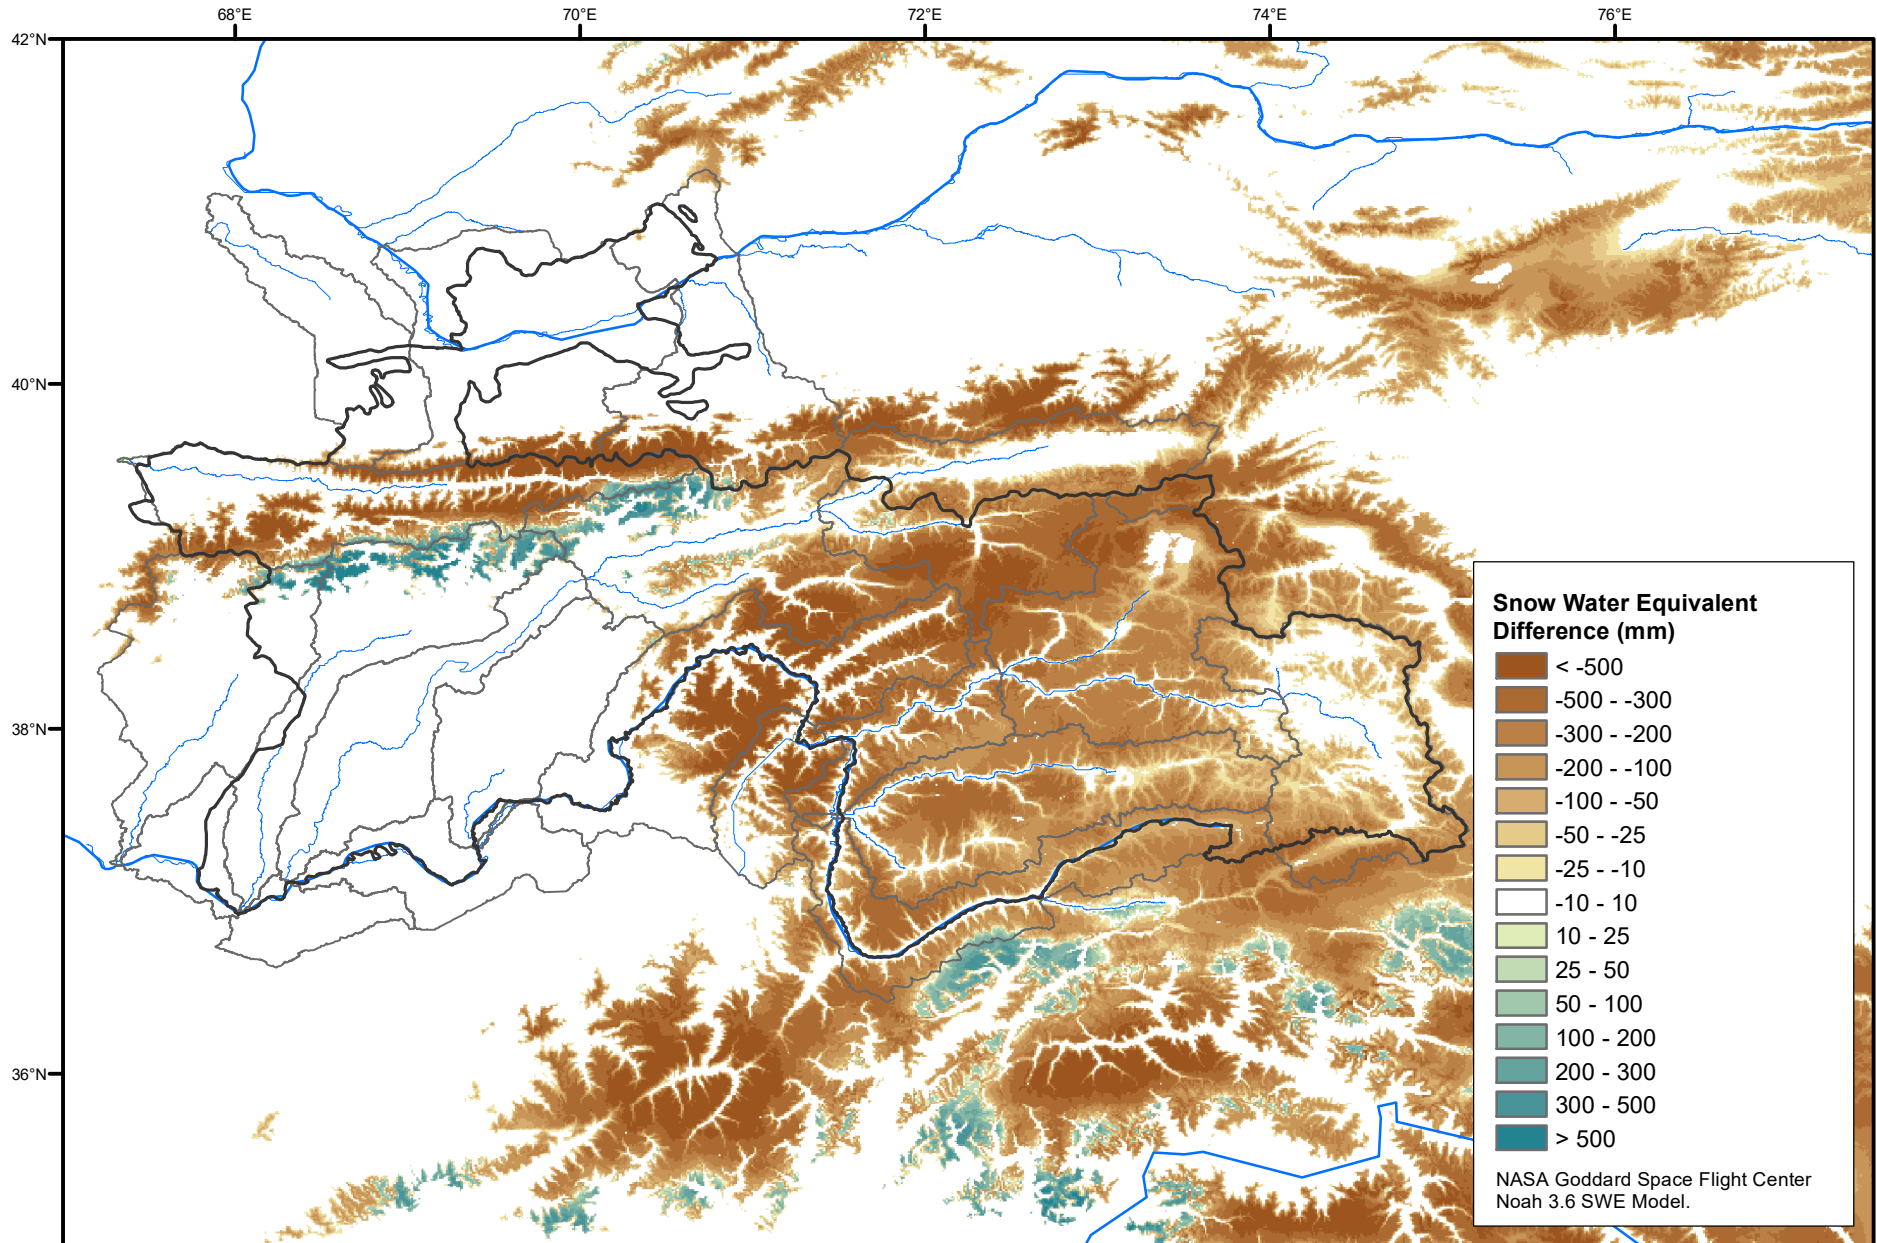 68°E 70°E 72°E 74°E 76°E
42°N
40°N
38°N
36°N
Snow Water Equivalent
Difference (mm)
< -500
-500 - -300
-300 - -200
-200 - -100
-100 - -50
-50 - -25
-25 - -10
-10 - 10
10 - 25
25 - 50
50 - 100
100 - 200
200 - 300
300 - 500
> 500
NASA Goddard Space Flight Center
Noah 3.6 SWE Model.